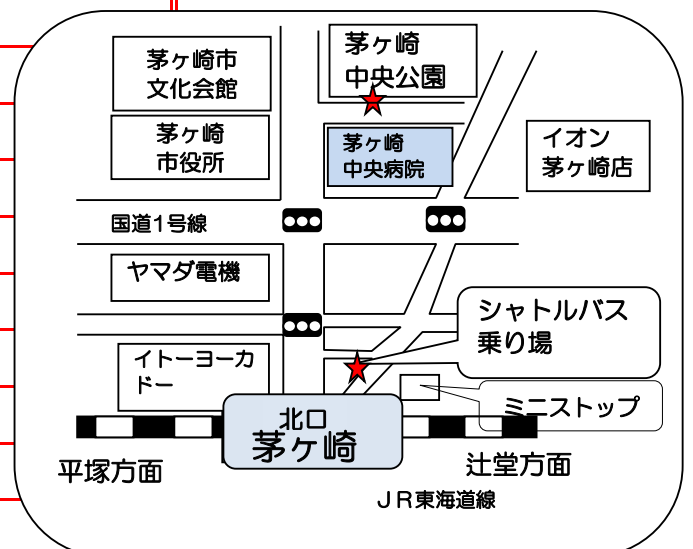 茅ヶ崎市
文化会館
茅ヶ崎
中央公園
茅ヶ崎
市役所
茅ヶ崎
中央病院
イオン
茅ヶ崎店
国道1号線
ヤマダ電機
シャトルバス
乗り場
イトーヨーカ
ドー
ミニストップ
北口
茅ヶ崎
平塚方面
辻堂方面
ＪＲ東海道線